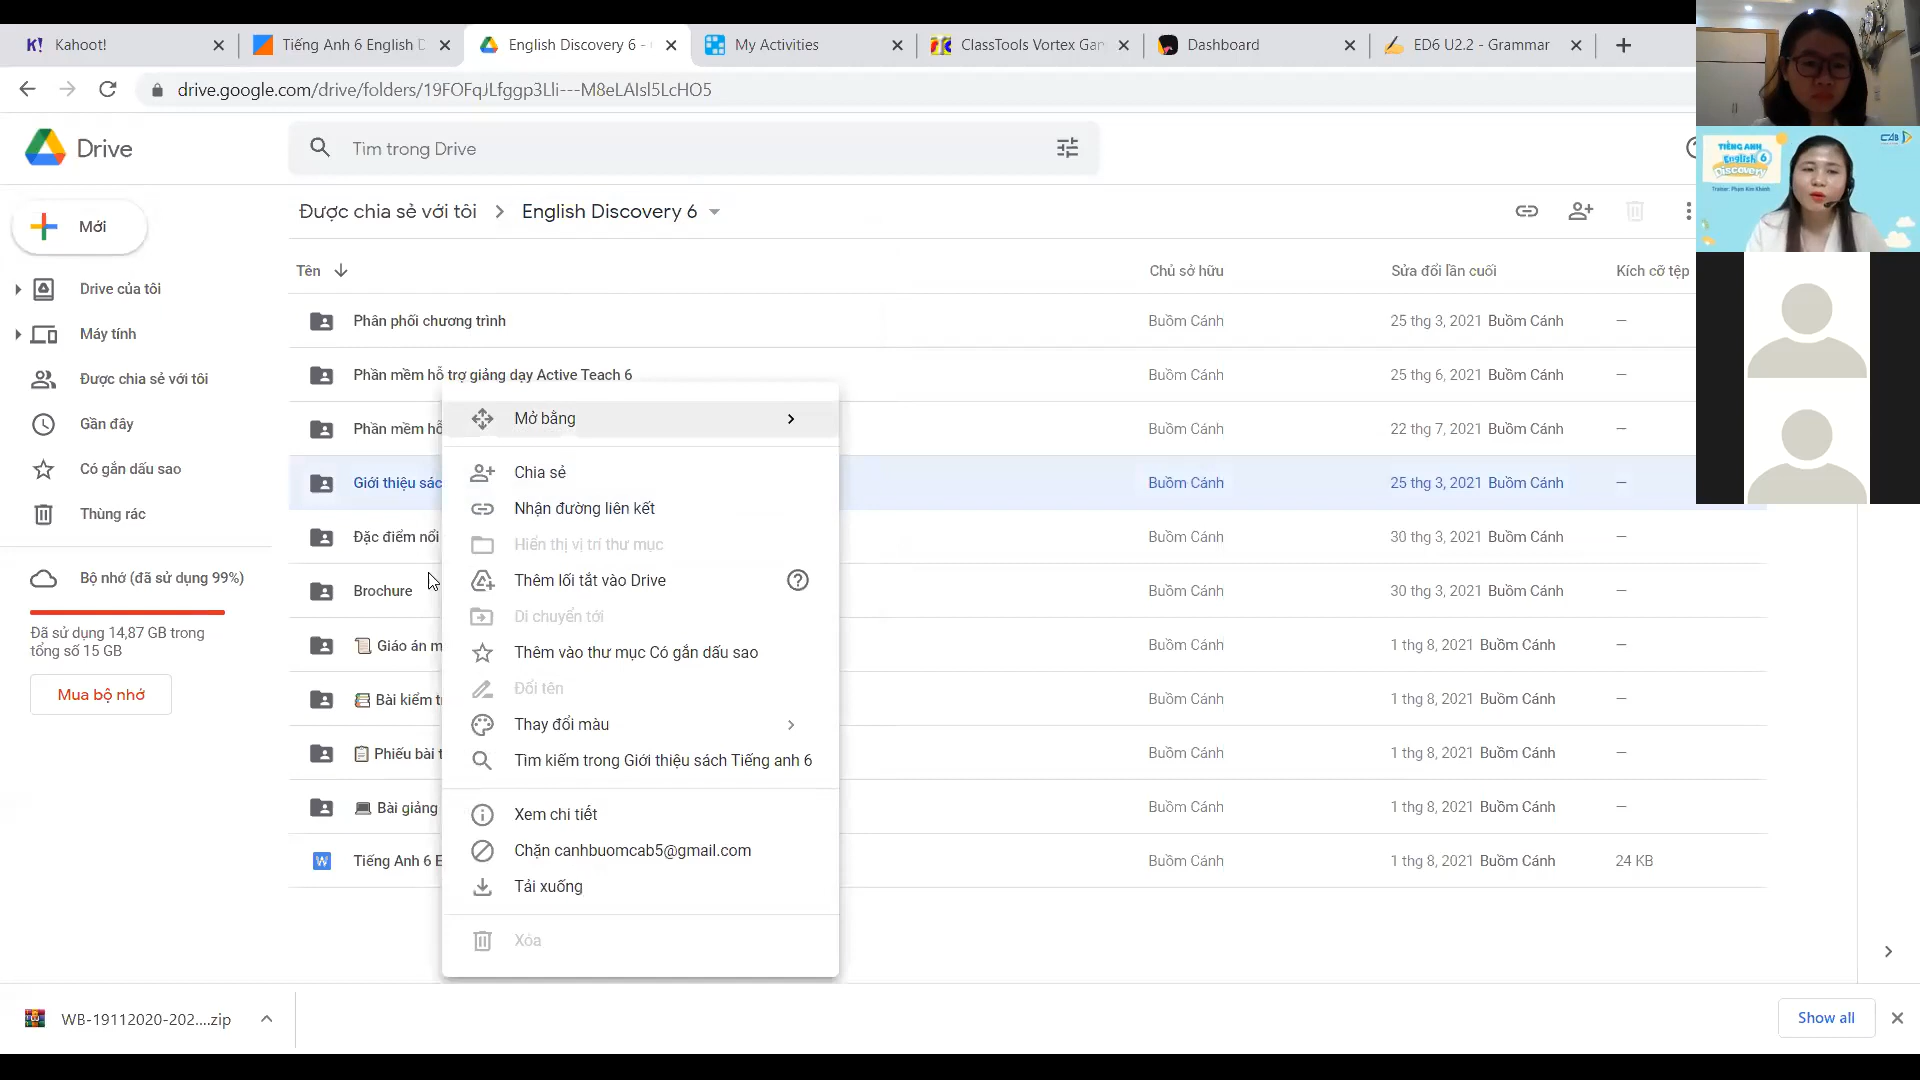 K! Kahoot!
Tiếng Anh 6 English D
English Discovery 6 -
My Activities
ClassTools Vortex Gam
Dashboard
ED6 U2.2 - Grammar
Drive
Tìm trong Drive
Mới
Drive của tôi
Máy tính
Được chia sẻ với tôi
Gần đây
Có gắn dấu sao
Thùng rác
Bộ nhớ (đã sử dụng 99%)
Đã sử dụng 14,87 GB trong
tổng số 15 GB
Mua bộ nhớ
Được chia sẻ với tôi > English Discovery 6
Tên
Chủ sở hữu
Sửa đổi lần cuối
Kích cỡ tệp
Phân phối chương trình Buồm Cánh 25 thg 3, 2021 Buồm Cánh —
Phần mềm hỗ trợ giảng dạy Active Teach 6 Buồm Cánh 25 thg 6, 2021 Buồm Cánh —
Phần mềm hỗ Buồm Cánh 22 thg 7, 2021 Buồm Cánh —
Giới thiệu sác Buồm Cánh 25 thg 3, 2021 Buồm Cánh —
Đặc điểm nổi Buồm Cánh 30 thg 3, 2021 Buồm Cánh —
Brochure Buồm Cánh 30 thg 3, 2021 Buồm Cánh —
Giáo án m Buồm Cánh 1 thg 8, 2021 Buồm Cánh —
Bài kiểm tr Buồm Cánh 1 thg 8, 2021 Buồm Cánh —
Phiếu bài t Buồm Cánh 1 thg 8, 2021 Buồm Cánh —
Bài giảng Buồm Cánh 1 thg 8, 2021 Buồm Cánh —
W Tiếng Anh 6 E Buồm Cánh 1 thg 8, 2021 Buồm Cánh 24 KB
Mở bằng
Chia sẻ
Nhận đường liên kết
Hiển thị vị trí thư mục
Thêm lối tắt vào Drive
Di chuyển tới
Thêm vào thư mục Có gắn dấu sao
Đổi tên
Thay đổi màu
Tìm kiếm trong Giới thiệu sách Tiếng anh 6
Xem chi tiết
Chặn canhbuomcab5@gmail.com
Tải xuống
Xóa
TIẾNG ANH
English 6
Discovery
Trainer: Phạm Kim Khánh
WB-19112020-202....zip
Show all